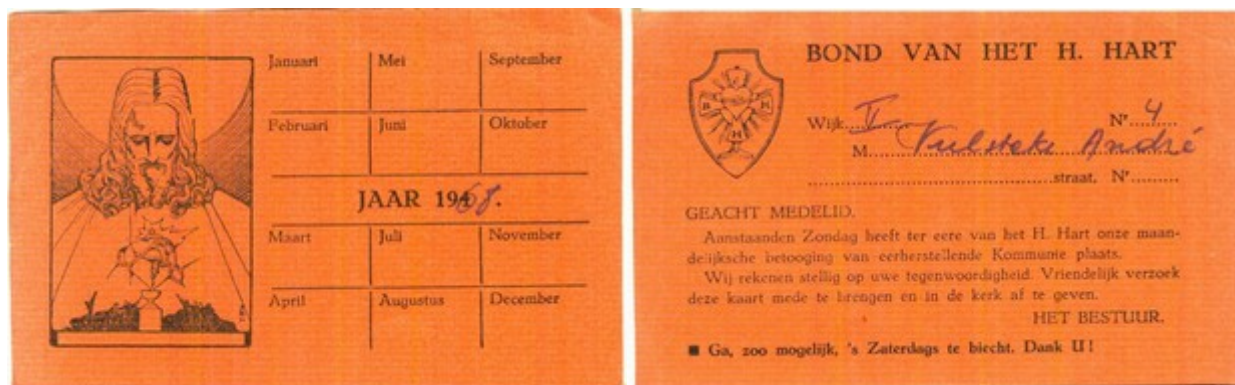 Januari Mei September
Februari Juni Oktober
JAAR 1968.
Maart Juli November
April Augustus December
BOND VAN HET H. HART
B H
H
Wijk V Nr 4
M. Vulsteke André
straat, Nr
GEACHT MEDELID.
Aanstaanden Zondag heeft ter eere van het H. Hart onze maan-
delijksche betooging van eerherstellende Kommunie plaats.
Wij rekenen stellig op uwe tegenwoordigheid. Vriendelijk verzoek
deze kaart mede te brengen en in de kerk af te geven.
HET BESTUUR.
■ Ga, zoo mogelijk, 's Zaterdags te biecht. Dank U!